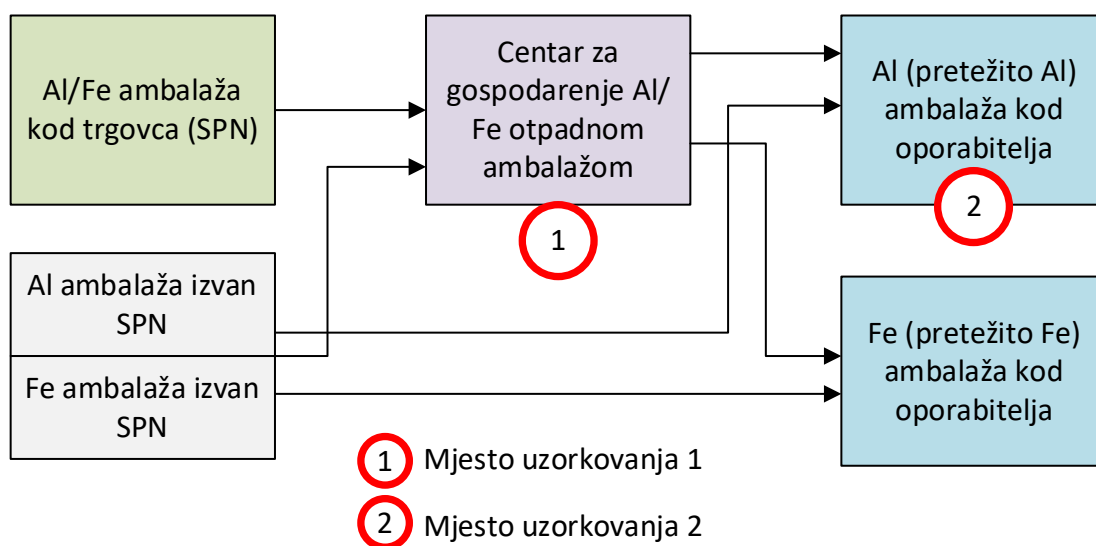 Al/Fe ambalaža
kod trgovca (SPN)
Centar za
gospodarenje Al/
Fe otpadnom
ambalažom
1
Al (pretežito Al)
ambalaža kod
oporabitelja
2
Al ambalaža izvan
SPN
Fe ambalaža izvan
SPN
Fe (pretežito Fe)
ambalaža kod
oporabitelja
1 Mjesto uzorkovanja 1
2 Mjesto uzorkovanja 2